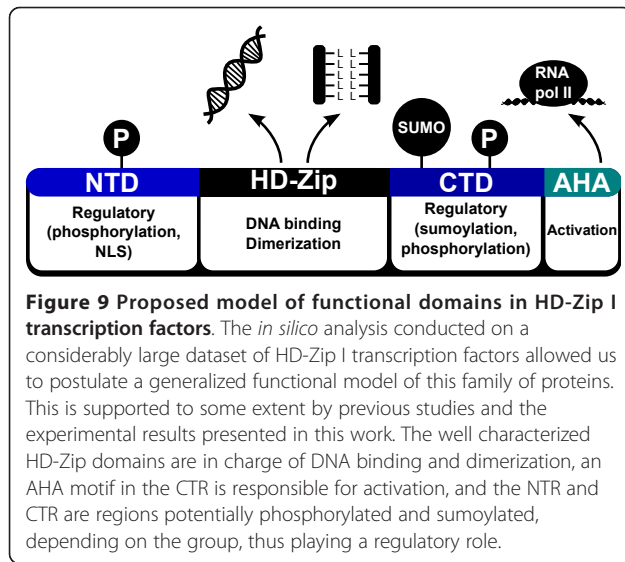 RNA
pol II
L L
L L
L L
L L
L L
P
SUMO
P
NTD HD-Zip CTD AHA
Regulatory
(phosphorylation,
NLS)
DNA binding
Dimerization
Regulatory
(sumoylation,
phosphorylation)
Activation
Figure 9 Proposed model of functional domains in HD-Zip I
transcription factors. The in silico analysis conducted on a
considerably large dataset of HD-Zip I transcription factors allowed us
to postulate a generalized functional model of this family of proteins.
This is supported to some extent by previous studies and the
experimental results presented in this work. The well characterized
HD-Zip domains are in charge of DNA binding and dimerization, an
AHA motif in the CTR is responsible for activation, and the NTR and
CTR are regions potentially phosphorylated and sumoylated,
depending on the group, thus playing a regulatory role.